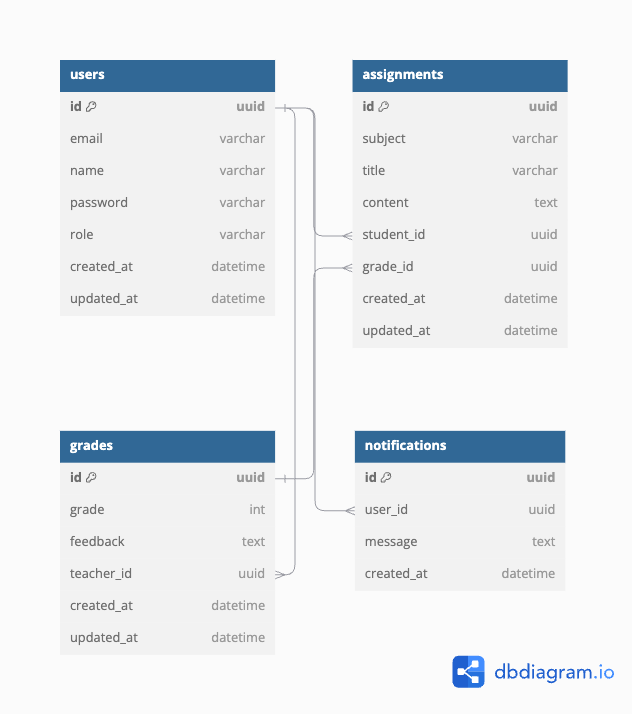 users
id uuid
email varchar
name varchar
password varchar
role varchar
created_at datetime
updated_at datetime
assignments
id uuid
subject varchar
title varchar
content text
student_id uuid
grade_id uuid
created_at datetime
updated_at datetime
grades
id uuid
grade int
feedback text
teacher_id uuid
created_at datetime
updated_at datetime
notifications
id uuid
user_id uuid
message text
created_at datetime
dbdiagram.io